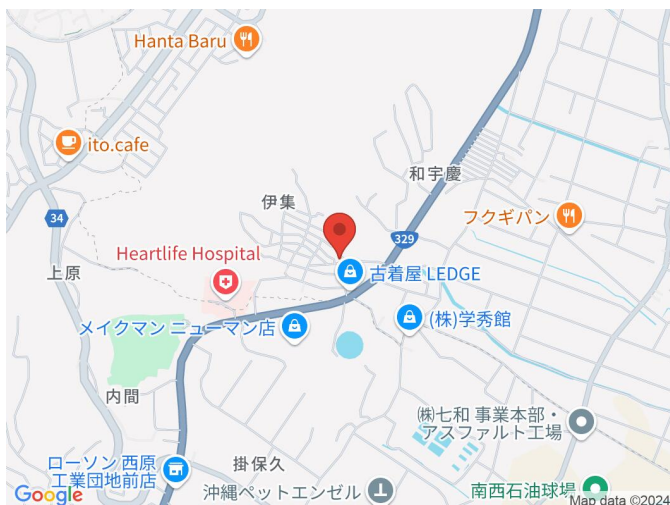 Hanta Baru
ito.cafe
和宇慶
伊集
フクギパン
34
329
上原
Heartlife Hospital
古着屋 LEDGE
メイクマン ニューマン店
(株)学秀館
内間
㈱七和 事業本部・
アスファルト工場
ローソン 西原
工業団地前店
掛保久
沖縄ペットエンゼル
南西石油球場
Google
Map data ©2024